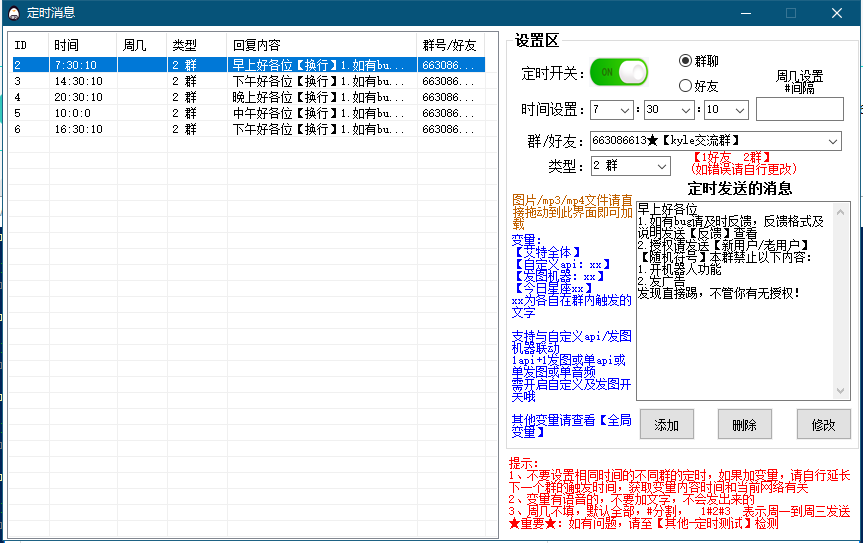 定时消息
ID 时间 周几 类型 回复内容 群号/好友
2 7:30:10 2 群 早上好各位【换行】1.如有bu... 663086...
3 14:30:10 2 群 下午好各位【换行】1.如有bu... 663086...
4 20:30:10 2 群 晚上好各位【换行】1.如有bu... 663086...
5 10:0:0 2 群 中午好各位【换行】1.如有bu... 663086...
6 16:30:10 2 群 下午好各位【换行】1.如有bu... 663086...
设置区
定时开关: ON
群聊
好友
周几设置
#间隔
时间设置: 7 : 30 : 10
群/好友: 663086613★【kyle交流群】
类型: 2 群
【1好友 2群】
(如错误请自行更改)
定时发送的消息
图片/mp3/mp4文件请直
接拖动到此界面即可加
载
变量:
【艾特全体】
【自定义api: xx】
【发图机器: xx】
【今日星座xx】
xx为各自在群内触发的
文字
支持与自定义api/发图
机器联动
1api+1发图或单api或
单发图或单音频
需开启自定义及发图开
关哦
其他变量请查看【全局
变量】
早上好各位
1.如有bug请及时反馈，反馈格式及
说明发送【反馈】查看
2.授权请发送【新用户/老用户】
【随机符号】本群禁止以下内容:
1.开机器人功能
2.发广告
发现直接踢，不管你有无授权!
添加
删除
修改
提示:
1、不要设置相同时间的不同群的定时，如果加变量，请自行延长
下一个群的触发时间，获取变量内容时间和当前网络有关
2、变量有语音的，不要加文字，不会发出来的
3、周几不填，默认全部，#分割， 1#2#3 表示周一到周三发送
★重要★: 如有问题，请至【其他-定时测试】检测